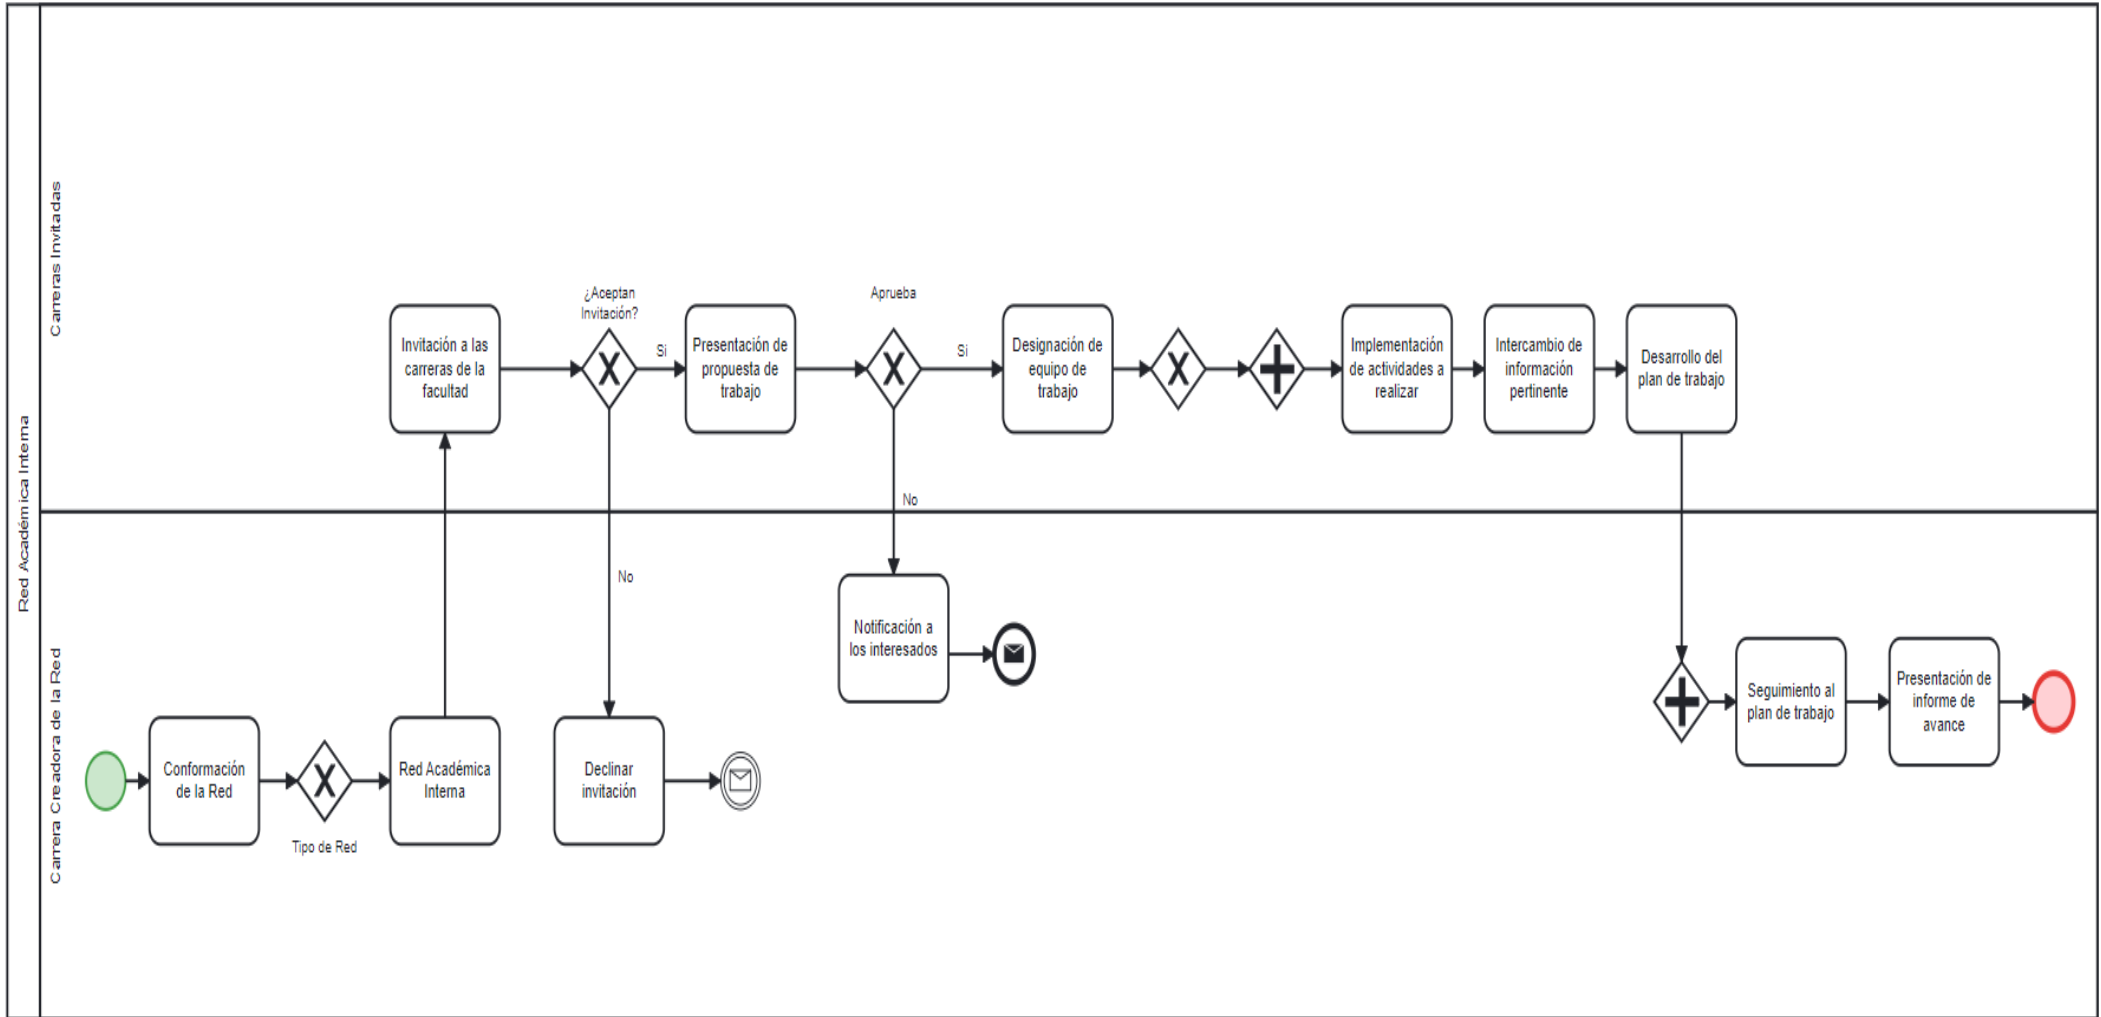 Red Académica Interna
Carreras Invitadas
Invitación a las
carreras de la
facultad
¿Aceptan
Invitación?
Si
Presentación de
propuesta de
trabajo
Aprueba
Si
Designación de
equipo de
trabajo
Implementación
de actividades a
realizar
Intercambio de
información
pertinente
Desarrollo del
plan de trabajo
No
No
Carrera Creadora de la Red
Conformación
de la Red
Tipo de Red
Red Académica
Interna
Declinar
invitación
Notificación a
los interesados
Seguimiento al
plan de trabajo
Presentación de
informe de
avance